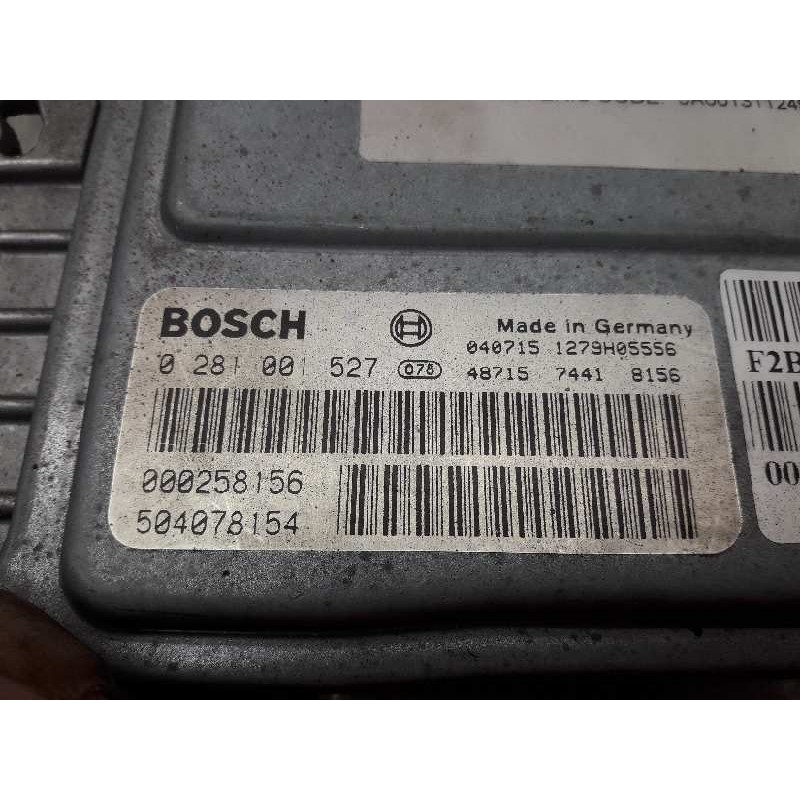 BOSCH
Made in Germany
040715 1279H05556
0 281 001 527 078 48715 7441 8156
000258156
504078154
F2B
00